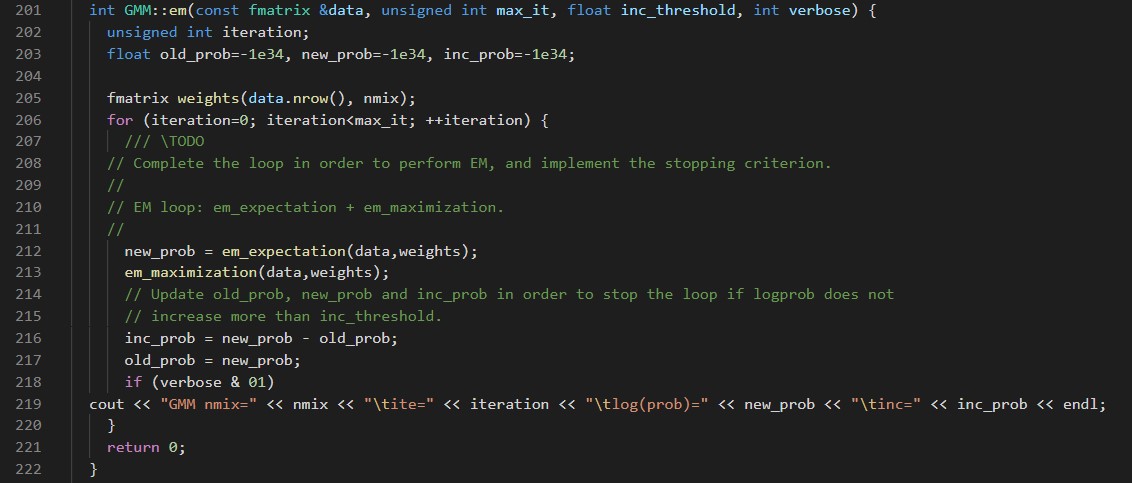 201 int GMM::em(const fmatrix &data, unsigned int max_it, float inc_threshold, int verbose) {
202 unsigned int iteration;
203 float old_prob=-1e34, new_prob=-1e34, inc_prob=-1e34;
204
205 fmatrix weights(data.nrow(), nmix);
206 for (iteration=0; iteration<max_it; ++iteration) {
207 /// \TODO
208 // Complete the loop in order to perform EM, and implement the stopping criterion.
209 //
210 // EM loop: em_expectation + em_maximization.
211 //
212 new_prob = em_expectation(data,weights);
213 em_maximization(data,weights);
214 // Update old_prob, new_prob and inc_prob in order to stop the loop if logprob does not
215 // increase more than inc_threshold.
216 inc_prob = new_prob - old_prob;
217 old_prob = new_prob;
218 if (verbose & 01)
219 cout << "GMM nmix=" << nmix << "\tite=" << iteration << "\tlog(prob)=" << new_prob << "\tinc=" << inc_prob << endl;
220 }
221 return 0;
222 }